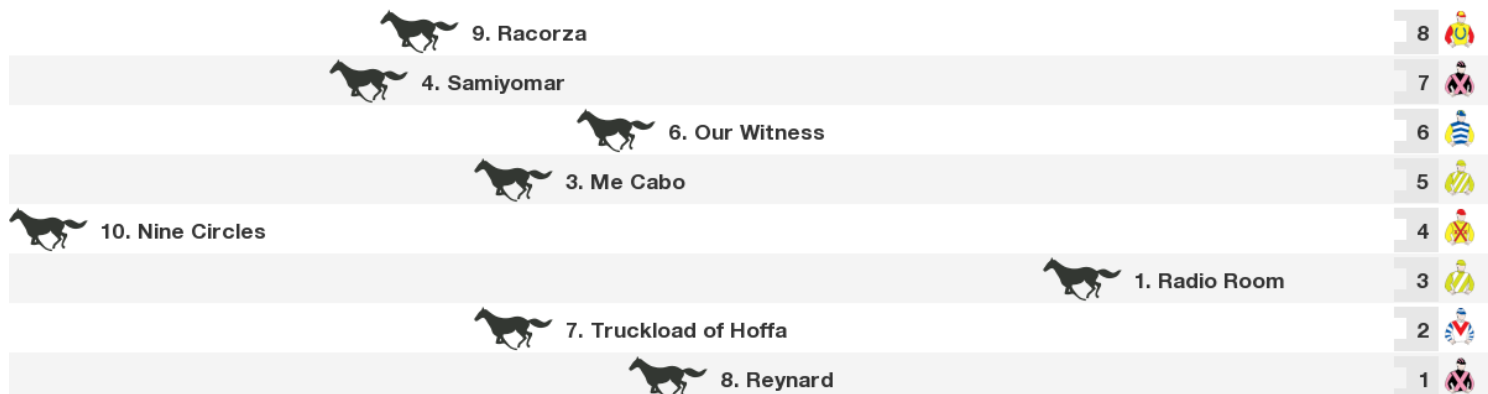 9. Racorza 8
4. Samiyomar 7
6. Our Witness 6
3. Me Cabo 5
10. Nine Circles 4
1. Radio Room 3
7. Truckload of Hoffa 2
8. Reynard 1